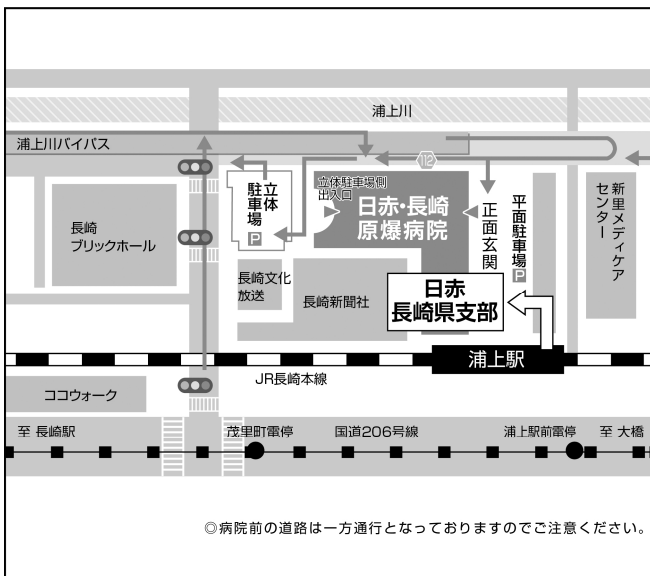 浦上川
浦上川バイパス
112
立体
駐車場
P
立体駐車場側
出入口
日赤・長崎
原爆病院
正面玄関
平面駐車場
P
新里メディケア
センター
長崎
ブリックホール
長崎文化
放送
長崎新聞社
日赤
長崎県支部
浦上駅
JR長崎本線
ココウォーク
至 長崎駅
茂里町電停
国道206号線
浦上駅前電停
至 大橋
◎病院前の道路は一方通行となっておりますのでご注意ください。